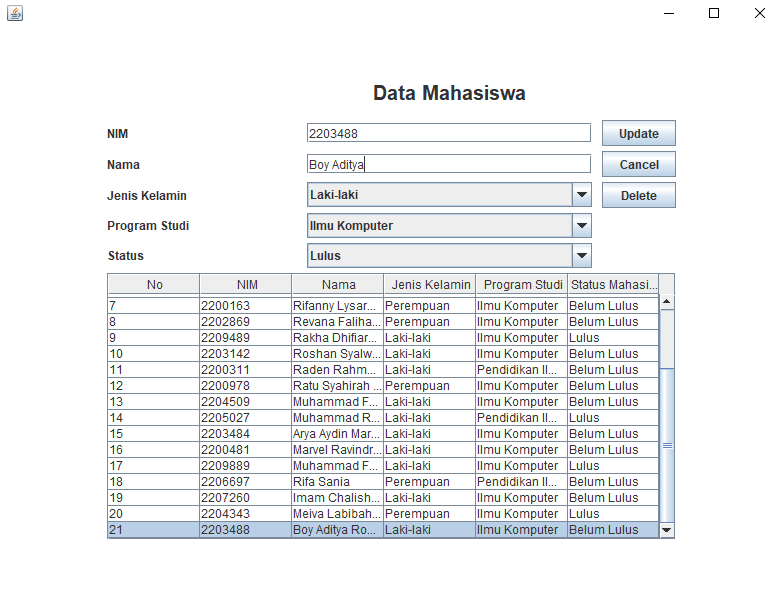 Data Mahasiswa
NIM 2203488 Update
Nama Boy Aditya Cancel
Jenis Kelamin Laki-laki Delete
Program Studi Ilmu Komputer
Status Lulus
No NIM Nama Jenis Kelamin Program Studi Status Mahasi...
7 2200163 Rifanny Lysar... Perempuan Ilmu Komputer Belum Lulus
8 2202869 Revana Faliha... Perempuan Ilmu Komputer Belum Lulus
9 2209489 Rakha Dhifiar... Laki-laki Ilmu Komputer Lulus
10 2203142 Roshan Syalw... Laki-laki Ilmu Komputer Belum Lulus
11 2200311 Raden Rahm... Laki-laki Pendidikan Il... Belum Lulus
12 2200978 Ratu Syahirah ... Perempuan Ilmu Komputer Belum Lulus
13 2204509 Muhammad F... Laki-laki Ilmu Komputer Belum Lulus
14 2205027 Muhammad R... Laki-laki Pendidikan Il... Lulus
15 2203484 Arya Aydin Mar... Laki-laki Ilmu Komputer Belum Lulus
16 2200481 Marvel Ravindr... Laki-laki Ilmu Komputer Belum Lulus
17 2209889 Muhammad F... Laki-laki Ilmu Komputer Lulus
18 2206697 Rifa Sania Perempuan Pendidikan Il... Belum Lulus
19 2207260 Imam Chalish... Laki-laki Ilmu Komputer Belum Lulus
20 2204343 Meiva Labibah... Perempuan Ilmu Komputer Lulus
21 2203488 Boy Aditya Ro... Laki-laki Ilmu Komputer Belum Lulus